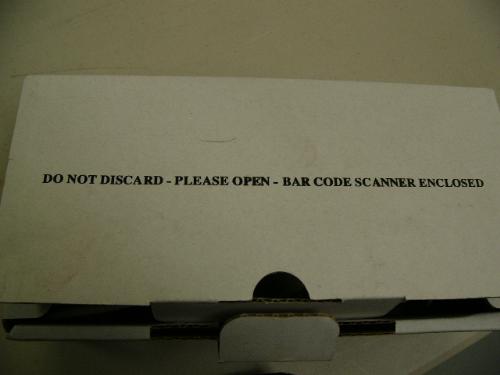 DO NOT DISCARD - PLEASE OPEN - BAR CODE SCANNER ENCLOSED